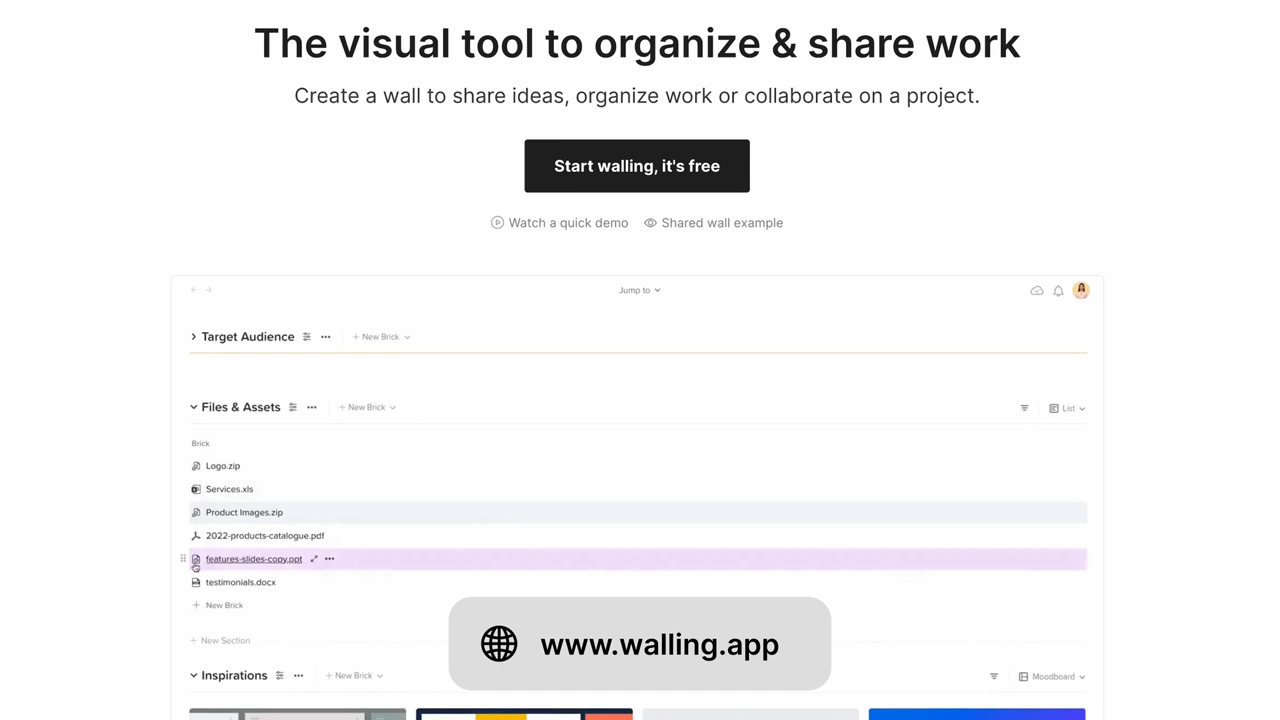 The visual tool to organize & share work
Create a wall to share ideas, organize work or collaborate on a project.
Start walling, it's free
Watch a quick demo Shared wall example
Jump to
Target Audience + New Brick
Files & Assets + New Brick List
Brick
Logo.zip
Services.xls
Product Images.zip
2022-products-catalogue.pdf
features-slides-copy.ppt
testimonials.docx
+ New Brick
+ New Section
www.walling.app
Inspirations + New Brick Moodboard